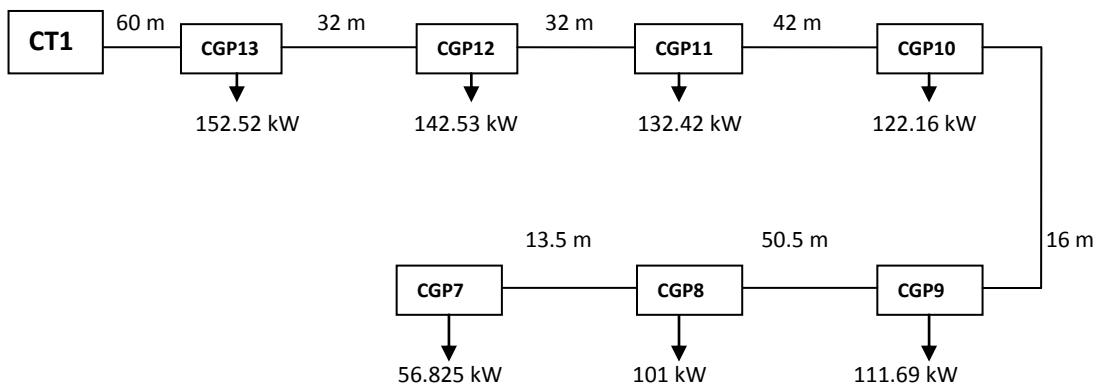 60 m
32 m
32 m
42 m
CT1
CGP13
CGP12
CGP11
CGP10
152.52 kW
142.53 kW
132.42 kW
122.16 kW
13.5 m
50.5 m
16 m
CGP7
CGP8
CGP9
56.825 kW
101 kW
111.69 kW